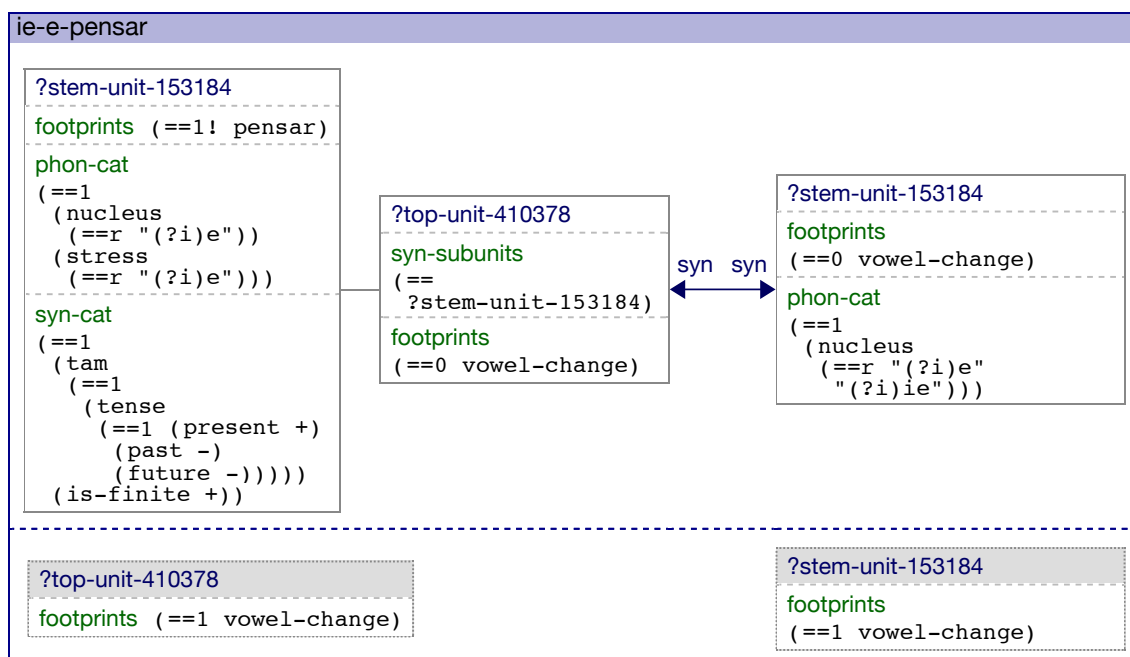 ie-e-pensar
?stem-unit-153184
footprints (==1! pensar)
phon-cat
(==1
(nucleus
(==r "(?i)e"))
(stress
(==r "(?i)e")))
syn-cat
(==1
(tam
(==1
(tense
(==1 (present +)
(past -)
(future -)))))
(is-finite +))
?top-unit-410378
syn-subunits
(==
?stem-unit-153184)
footprints
(==0 vowel-change)
syn syn
?stem-unit-153184
footprints
(==0 vowel-change)
phon-cat
(==1
(nucleus
(==r "(?i)e"
"(?i)ie")))
?top-unit-410378
footprints (==1 vowel-change)
?stem-unit-153184
footprints
(==1 vowel-change)